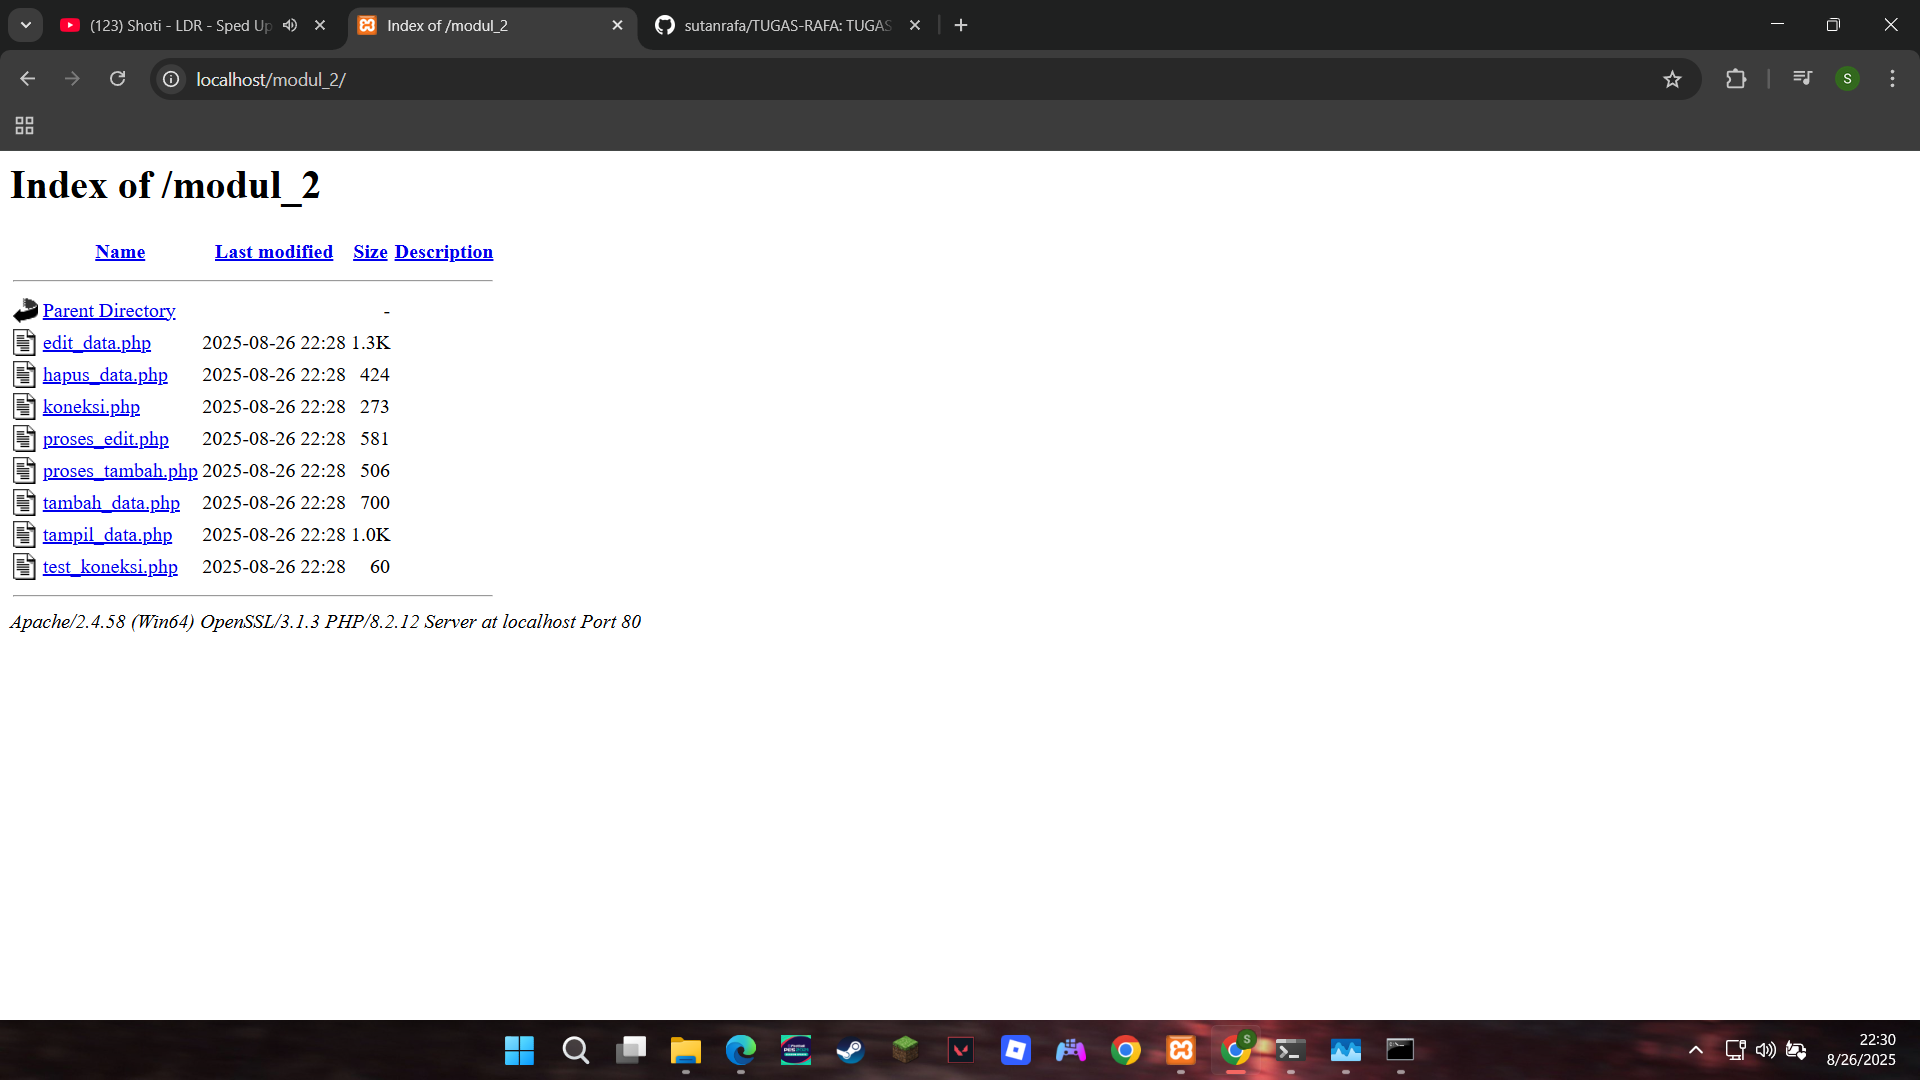 (123) Shoti - LDR - Sped Up
Index of /modul_2
sutanrafa/TUGAS-RAFA: TUGAS
localhost/modul_2/
S
Index of /modul_2
Name Last modified Size Description
Parent Directory -
edit_data.php 2025-08-26 22:28 1.3K
hapus_data.php 2025-08-26 22:28 424
koneksi.php 2025-08-26 22:28 273
proses_edit.php 2025-08-26 22:28 581
proses_tambah.php 2025-08-26 22:28 506
tambah_data.php 2025-08-26 22:28 700
tampil_data.php 2025-08-26 22:28 1.0K
test_koneksi.php 2025-08-26 22:28 60
Apache/2.4.58 (Win64) OpenSSL/3.1.3 PHP/8.2.12 Server at localhost Port 80
S
22:30
8/26/2025